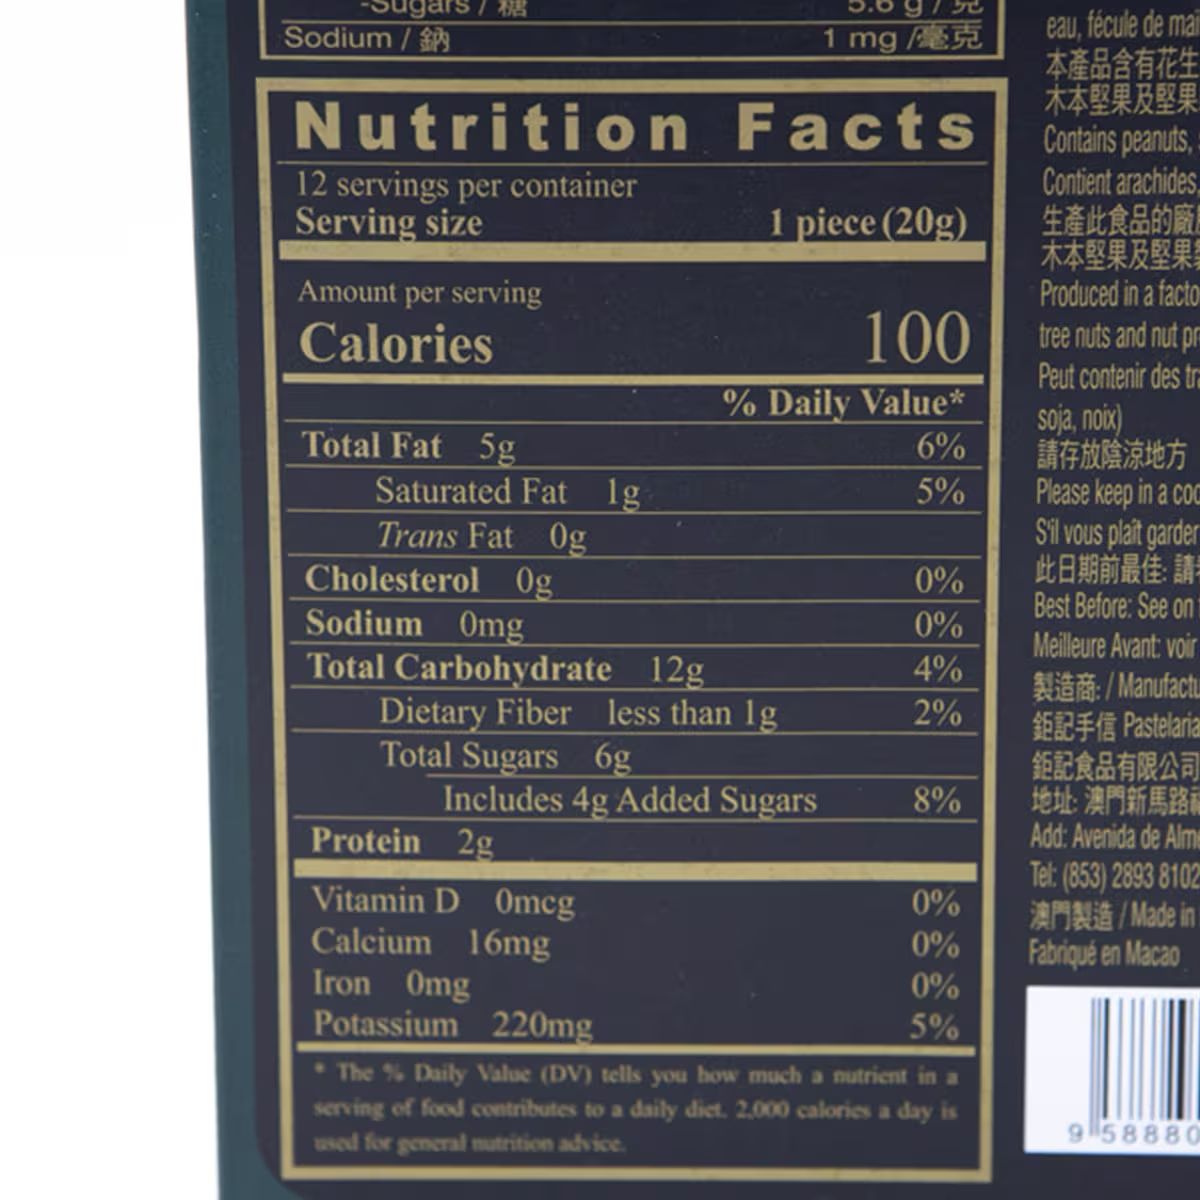 -Sugars / 糖 5.6 g / 克
Sodium / 鈉 1 mg /毫克
Nutrition Facts
12 servings per container
Serving size 1 piece (20g)
Amount per serving
Calories 100
% Daily Value*
Total Fat 5g 6%
Saturated Fat 1g 5%
Trans Fat 0g
Cholesterol 0g 0%
Sodium 0mg 0%
Total Carbohydrate 12g 4%
Dietary Fiber less than 1g 2%
Total Sugars 6g
Includes 4g Added Sugars 8%
Protein 2g
Vitamin D 0mcg 0%
Calcium 16mg 0%
Iron 0mg 0%
Potassium 220mg 5%
* The % Daily Value (DV) tells you how much a nutrient in a
serving of food contributes to a daily diet. 2,000 calories a day is
used for general nutrition advice.
eau, fécule de
本產品含有花生
木本堅果及堅果
Contains peanuts,
Contient arachides,
生產此食品的廠
木本堅果及堅果
Produced in a
tree nuts and nut
Peut contenir des
soja, noix)
請存放陰涼地方
Please keep in a
S'il vous plaît garder
此日期前最佳: 請
Best Before: See on
Meilleure Avant: voir
製造商: /
鉅記手信 Pastelaria
鉅記食品有限公司
地址: 澳門新馬路
Add: Avenida de
Tel: (853) 2893 8102
澳門製造 / Made in
Fabriqué en Macao
9 58880